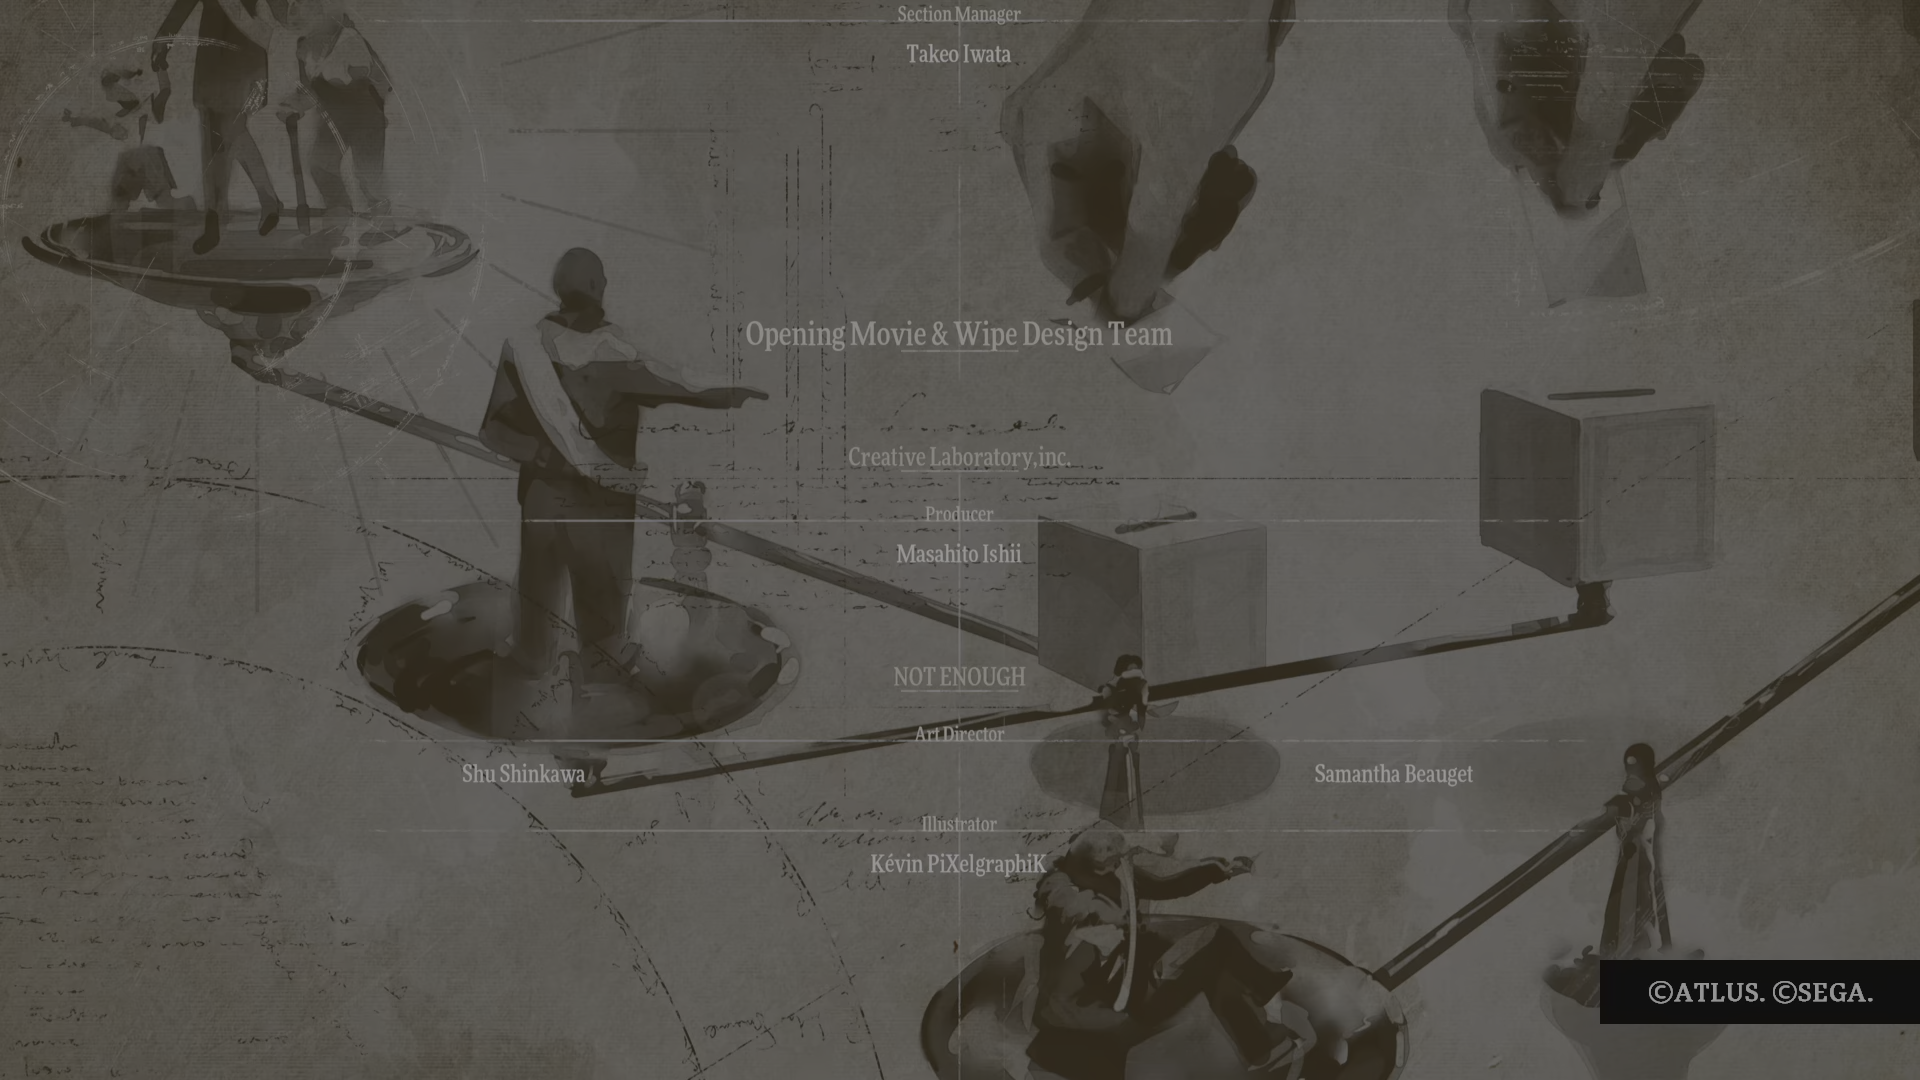 Section Manager
Takeo Iwata
Opening Movie & Wipe Design Team
Creative Laboratory,inc.
Producer
Masahito Ishii
NOT ENOUGH
Art Director
Shu Shinkawa
Samantha Beauget
Illustrator
Kévin PiXelgraphiK
©ATLUS. ©SEGA.